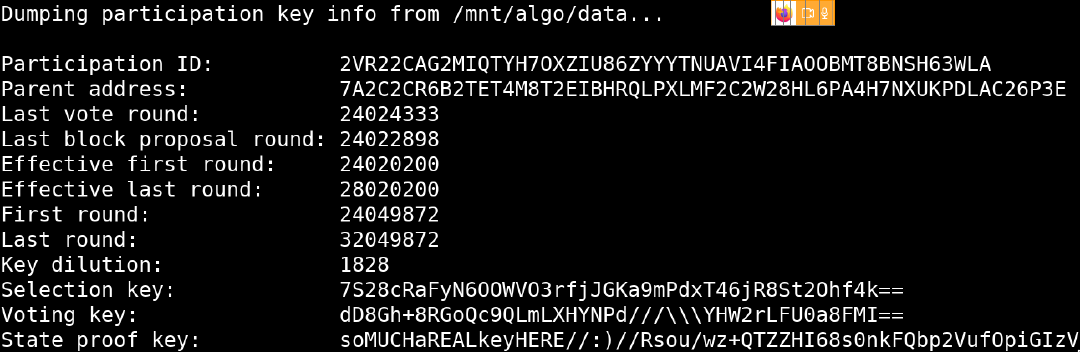 Dumping participation key info from /mnt/algo/data...
Participation ID: 2VR22CAG2MIQTYH7OXZIU86ZYYYTNUAVI4FIAOOBMT8BNSH63WLA
Parent address: 7A2C2CR6B2TET4M8T2EIBHRQLPXLMF2C2W28HL6PA4H7NXUKPDLAC26P3E
Last vote round: 24024333
Last block proposal round: 24022898
Effective first round: 24020200
Effective last round: 28020200
First round: 24049872
Last round: 32049872
Key dilution: 1828
Selection key: 7S28cRaFyN6OOWVO3rfjJGKa9mPdxT46jR8St2Ohf4k==
Voting key: dD8Gh+8RGoQc9QLmLXHYNPd///\\\YHW2rLFU0a8FMI==
State proof key: soMUCHaREALkeyHERE//:)//Rsou/wz+QTZZHI68s0nkFQbp2VufOpiGIzV